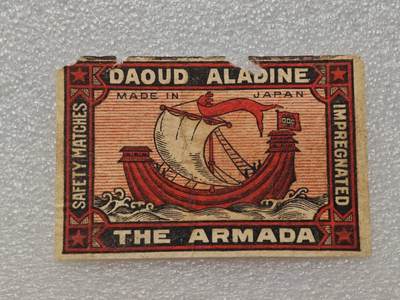 DAOUD ALADINE
MADE IN JAPAN
SAFETY MATCHES
IMPREGNATED
THE ARMADA